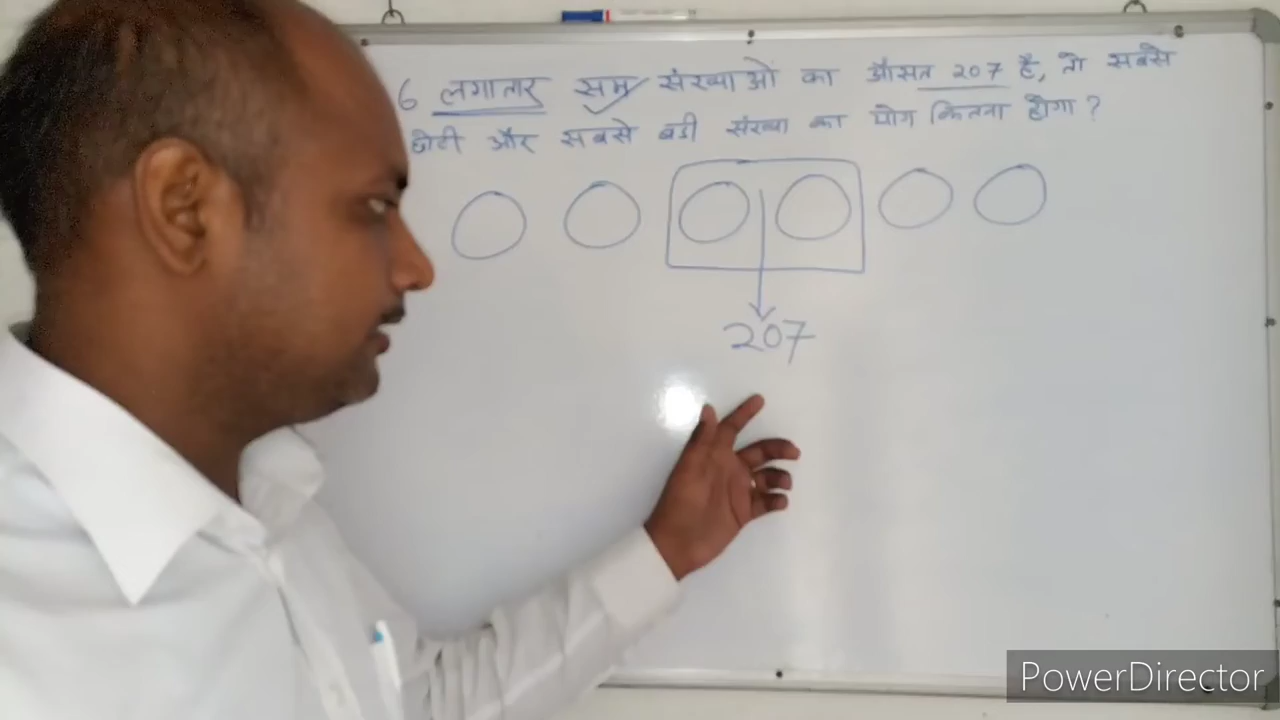 6 लगातार सम संख्याओं का औसत 207 है, तो सबसे
छोटी और सबसे बडी संख्या का योग कितना होगा ?
207
PowerDirector